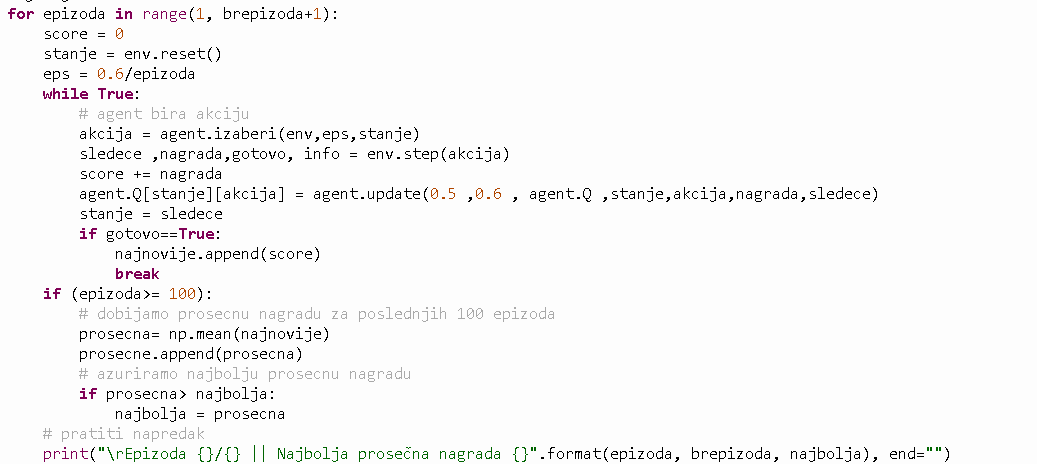 for epizoda in range(1, brepizoda+1):
    score = 0
    stanje = env.reset()
    eps = 0.6/epizoda
    while True:
        # agent bira akciju
        akcija = agent.izaberi(env,eps,stanje)
        sledece ,nagrada,gotovo, info = env.step(akcija)
        score += nagrada
        agent.Q[stanje][akcija] = agent.update(0.5 ,0.6 , agent.Q ,stanje,akcija,nagrada,sledece)
        stanje = sledece
        if gotovo==True:
            najnovije.append(score)
            break
    if (epizoda>= 100):
        # dobijamo prosecnu nagradu za poslednjih 100 epizoda
        prosecna= np.mean(najnovije)
        prosecne.append(prosecna)
        # azuriramo najbolju prosecnu nagradu
        if prosecna> najbolja:
            najbolja = prosecna
    # pratiti napredak
    print("\rEpizoda {}/{} || Najbolja prosečna nagrada {}".format(epizoda, brepizoda, najbolja), end="")